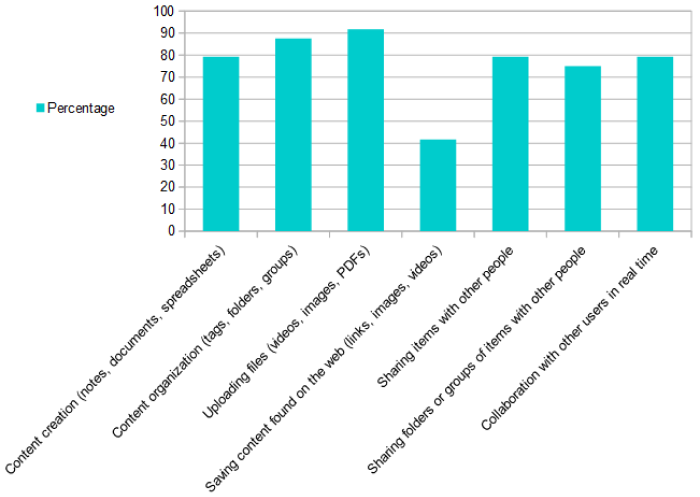 100
90
80
70
60
50
40
30
20
10
0
Percentage
Content creation (notes, documents, spreadsheets)
Content organization (tags, folders, groups)
Uploading files (videos, images, PDFs)
Saving content found on the web (links, images, videos)
Sharing items with other people
Sharing folders or groups of items with other people
Collaboration with other users in real time